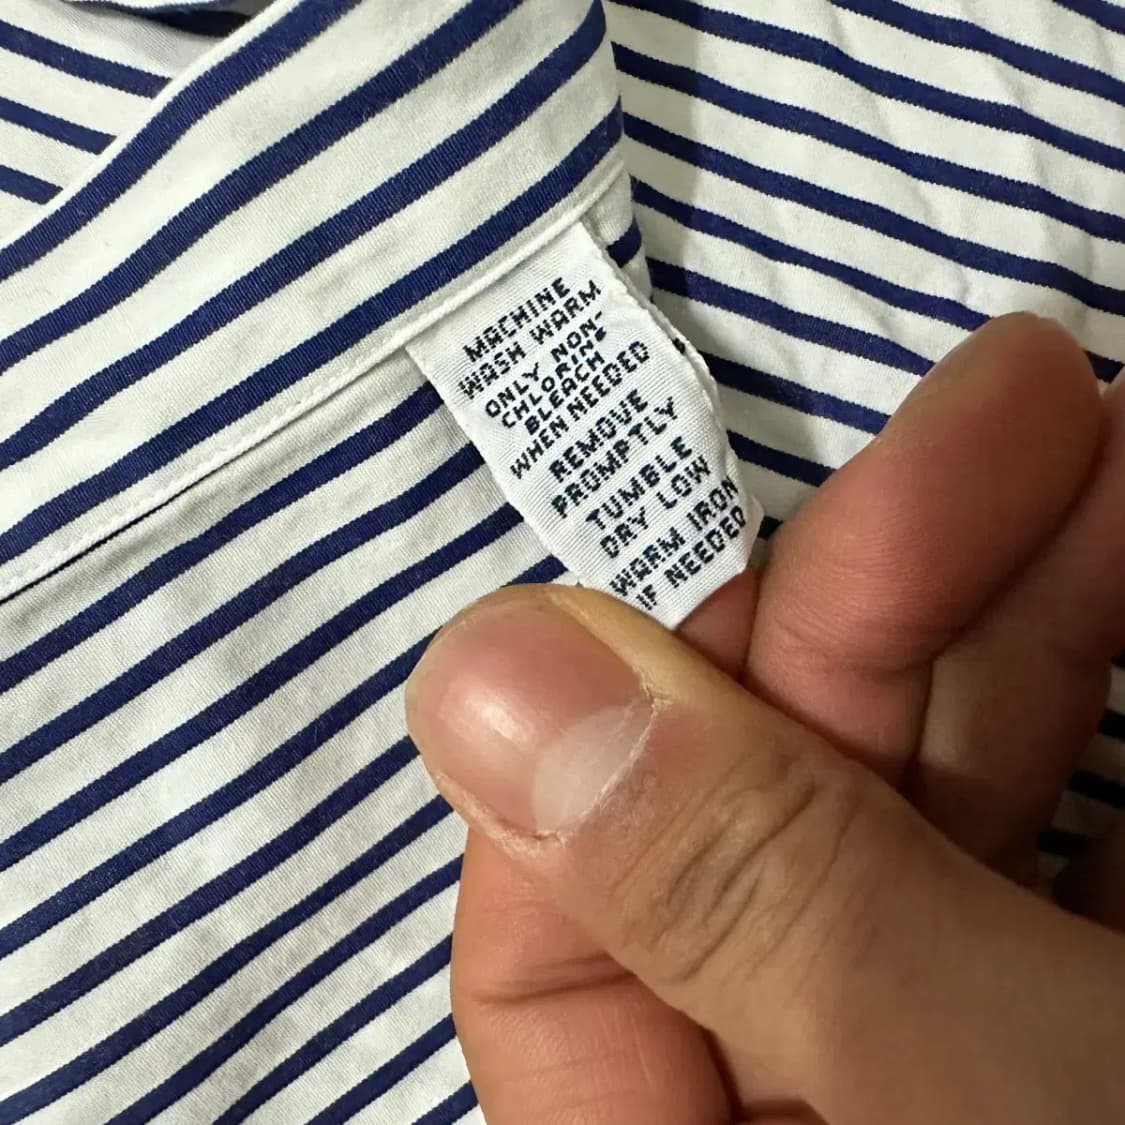 MACHINE
WASH WARM
ONLY NON-
CHLORINE
BLEACH
WHEN NEEDED
REMOVE
PROMPTLY
TUMBLE
DRY LOW
WARM IRON
IF NEEDED